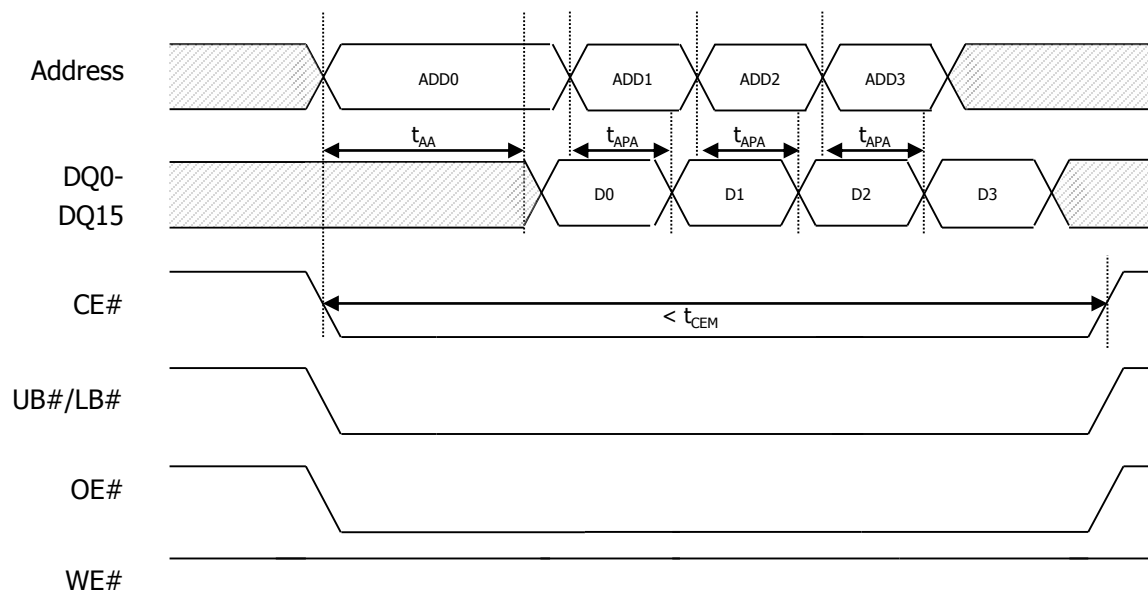 Address
ADD0 ADD1 ADD2 ADD3
tAA tAPA tAPA tAPA
DQ0-
DQ15
D0 D1 D2 D3
CE#
< tCEM
UB#/LB#
OE#
WE#